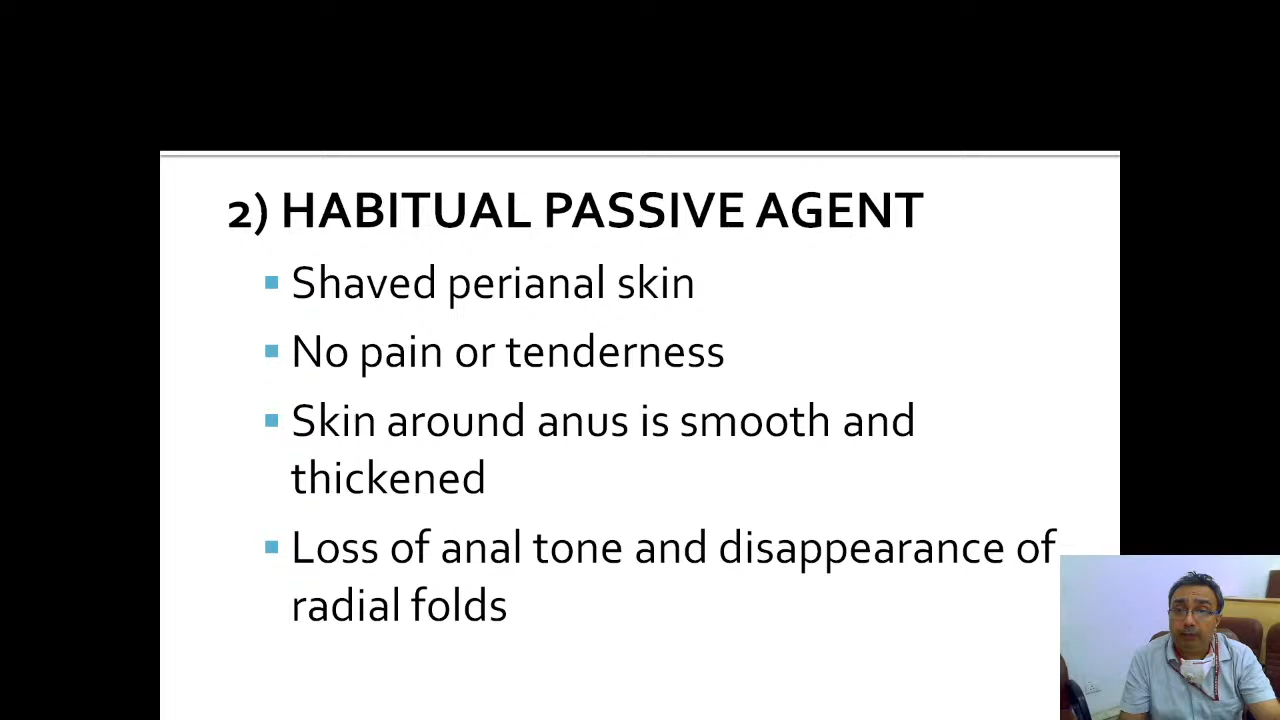 2) HABITUAL PASSIVE AGENT
Shaved perianal skin
No pain or tenderness
Skin around anus is smooth and
thickened
Loss of anal tone and disappearance of
radial folds